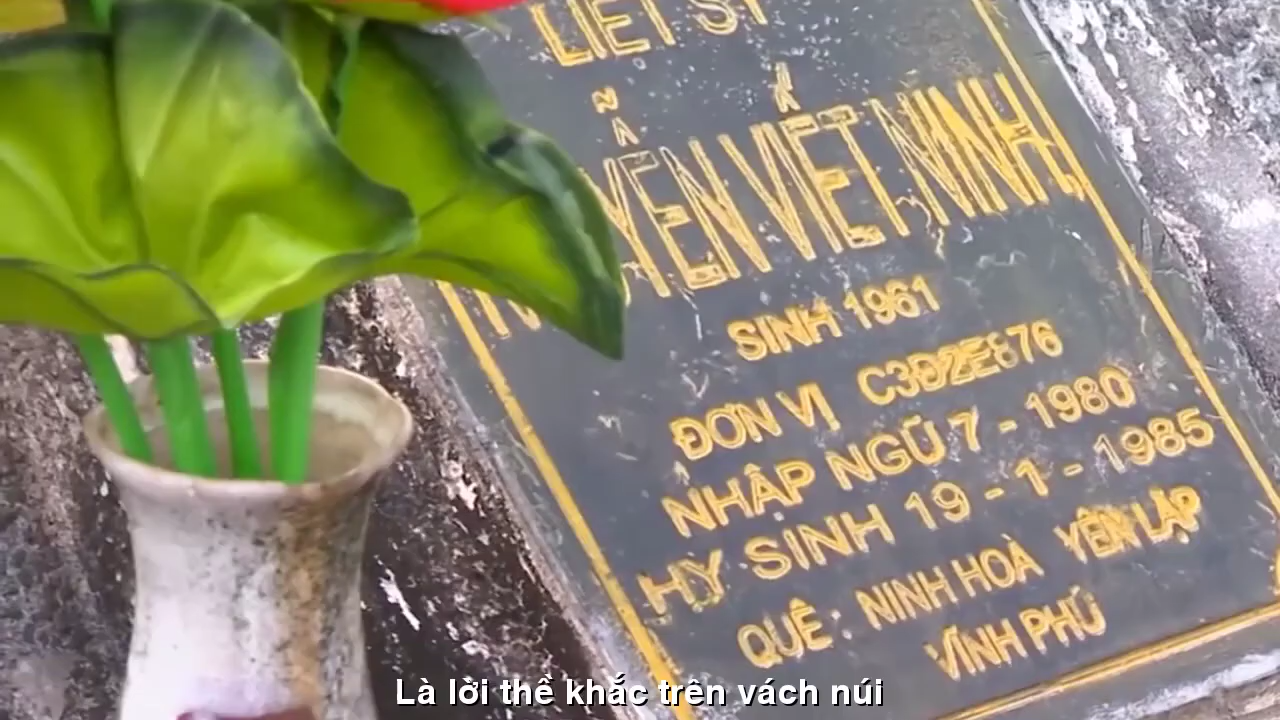 LIỆT SỸ
NGUYỄN VIẾT NINH
SINH 1961
ĐƠN VỊ C3D2E876
NHẬP NGŨ 7 - 1980
HY SINH 19 - 1 - 1985
QUÊ: NINH HOÀ YÊN LẬP
VĨNH PHÚ
Là lời thề khắc trên vách núi